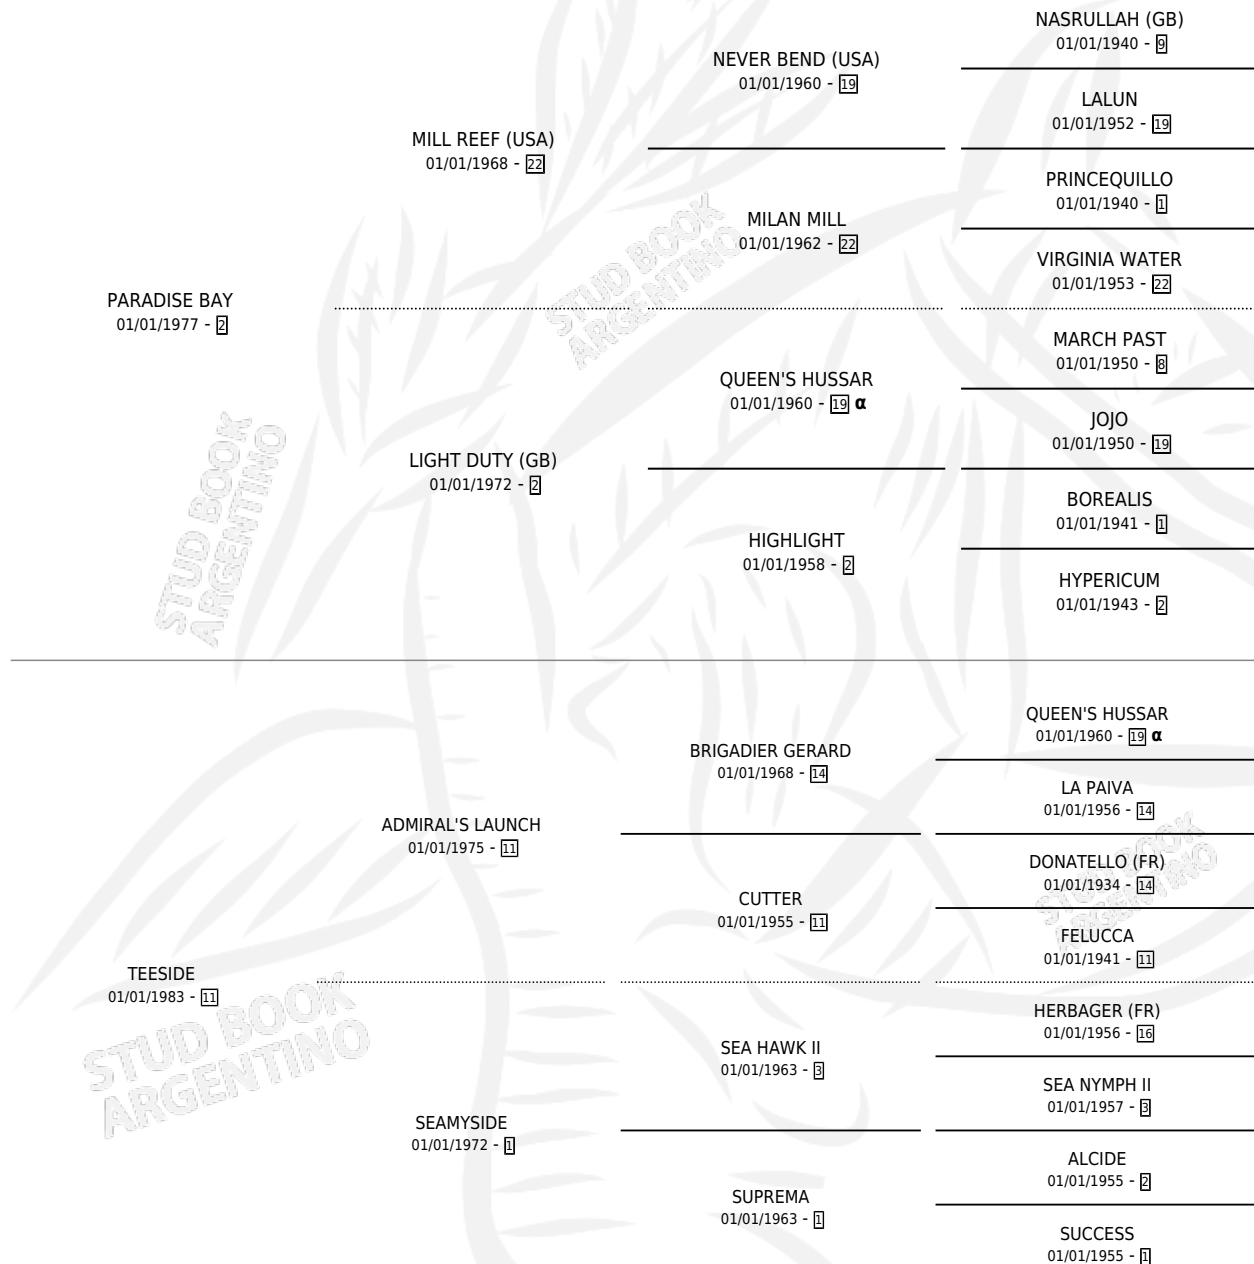 NASRULLAH (GB)
01/01/1940 - 9
NEVER BEND (USA)
01/01/1960 - 19
LALUN
01/01/1952 - 19
MILL REEF (USA)
01/01/1968 - 22
PRINCEQUILLO
01/01/1940 - 1
MILAN MILL
01/01/1962 - 22
VIRGINIA WATER
01/01/1953 - 22
PARADISE BAY
01/01/1977 - 2
MARCH PAST
01/01/1950 - 8
QUEEN'S HUSSAR
01/01/1960 - 19 α
JOJO
01/01/1950 - 19
LIGHT DUTY (GB)
01/01/1972 - 2
BOREALIS
01/01/1941 - 1
HIGHLIGHT
01/01/1958 - 2
HYPERICUM
01/01/1943 - 2
QUEEN'S HUSSAR
01/01/1960 - 19 α
BRIGADIER GERARD
01/01/1968 - 14
LA PAIVA
01/01/1956 - 14
ADMIRAL'S LAUNCH
01/01/1975 - 11
DONATELLO (FR)
01/01/1934 - 14
CUTTER
01/01/1955 - 11
FELUCCA
01/01/1941 - 11
TEESIDE
01/01/1983 - 11
HERBAGER (FR)
01/01/1956 - 16
SEA HAWK II
01/01/1963 - 3
SEA NYMPH II
01/01/1957 - 3
SEAMYSIDE
01/01/1972 - 1
ALCIDE
01/01/1955 - 2
SUPREMA
01/01/1963 - 1
SUCCESS
01/01/1955 - 1
STUD BOOK
ARGENTINO
STUD BOOK
ARGENTINO
STUD BOOK
ARGENTINO
STUD BOOK
ARGENTINO